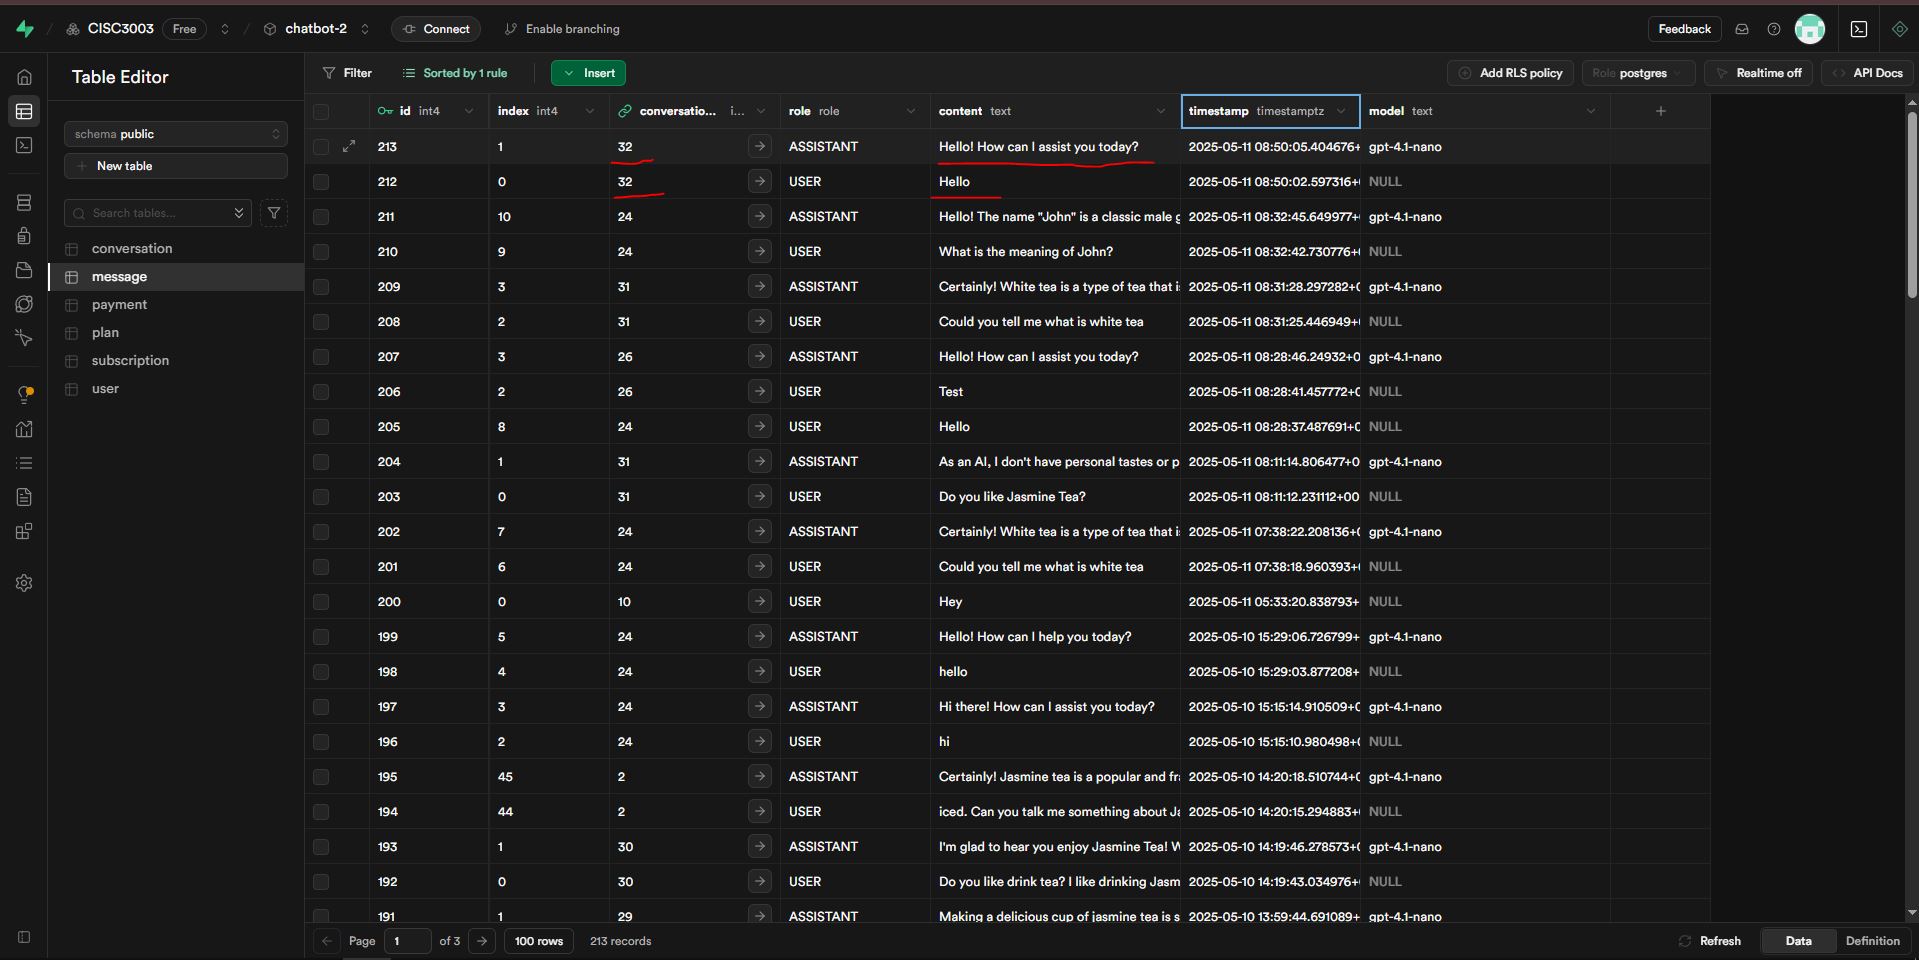 CISC3003 Free / chatbot-2 Connect Enable branching Feedback
Table Editor
Filter Sorted by 1 rule Insert Add RLS policy Role postgres Realtime off API Docs
schema public
New table
Search tables...
conversation
message
payment
plan
subscription
user
id int4 index int4 conversatio... i... role role content text timestamp timestamptz model text
213 1 32 ASSISTANT Hello! How can I assist you today? 2025-05-11 08:50:05.404676+ gpt-4.1-nano
212 0 32 USER Hello 2025-05-11 08:50:02.597316+ NULL
211 10 24 ASSISTANT Hello! The name "John" is a classic male g 2025-05-11 08:32:45.649977+ gpt-4.1-nano
210 9 24 USER What is the meaning of John? 2025-05-11 08:32:42.730776+ NULL
209 3 31 ASSISTANT Certainly! White tea is a type of tea that i 2025-05-11 08:31:28.297282+0 gpt-4.1-nano
208 2 31 USER Could you tell me what is white tea 2025-05-11 08:31:25.446949+ NULL
207 3 26 ASSISTANT Hello! How can I assist you today? 2025-05-11 08:28:46.24932+0 gpt-4.1-nano
206 2 26 USER Test 2025-05-11 08:28:41.457772+0 NULL
205 8 24 USER Hello 2025-05-11 08:28:37.487691+0 NULL
204 1 31 ASSISTANT As an AI, I don't have personal tastes or p 2025-05-11 08:11:14.806477+0 gpt-4.1-nano
203 0 31 USER Do you like Jasmine Tea? 2025-05-11 08:11:12.231112+00 NULL
202 7 24 ASSISTANT Certainly! White tea is a type of tea that i 2025-05-11 07:38:22.208136+0 gpt-4.1-nano
201 6 24 USER Could you tell me what is white tea 2025-05-11 07:38:18.960393+ NULL
200 0 10 USER Hey 2025-05-11 05:33:20.838793+ NULL
199 5 24 ASSISTANT Hello! How can I help you today? 2025-05-10 15:29:06.726799+ gpt-4.1-nano
198 4 24 USER hello 2025-05-10 15:29:03.877208+ NULL
197 3 24 ASSISTANT Hi there! How can I assist you today? 2025-05-10 15:15:14.910509+0 gpt-4.1-nano
196 2 24 USER hi 2025-05-10 15:15:10.980498+0 NULL
195 45 2 ASSISTANT Certainly! Jasmine tea is a popular and fr 2025-05-10 14:20:18.510744+0 gpt-4.1-nano
194 44 2 USER iced. Can you talk me something about Ja 2025-05-10 14:20:15.294883+ NULL
193 1 30 ASSISTANT I'm glad to hear you enjoy Jasmine Tea! W 2025-05-10 14:19:46.278573+0 gpt-4.1-nano
192 0 30 USER Do you like drink tea? I like drinking Jasm 2025-05-10 14:19:43.034976+ NULL
191 1 29 ASSISTANT Making a delicious cup of jasmine tea is s 2025-05-10 13:59:44.691089+ gpt-4.1-nano
Page 1 of 3 100 rows 213 records Refresh Data Definition